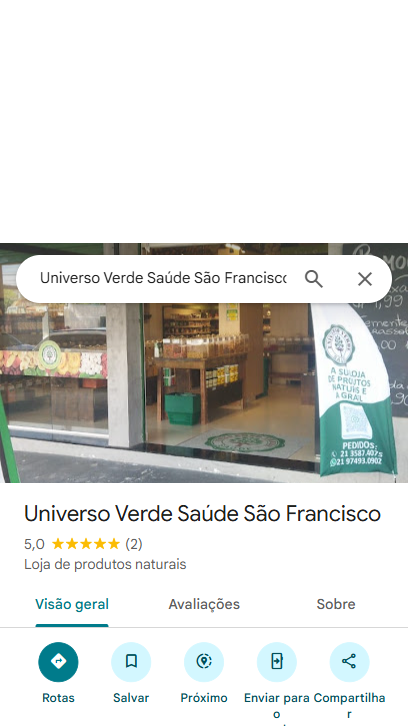 Universo Verde Saúde São Francisco
A SUA LOJA
DE PRODUTOS
NATURAIS E
A GRANEL
PEDIDOS:
21 3587.4075
21 97493.0902
Universo Verde Saúde São Francisco
5,0 ★★★★★ (2)
Loja de produtos naturais
Visão geral
Avaliações
Sobre
Rotas
Salvar
Próximo
Enviar para
o
Compartilha
r